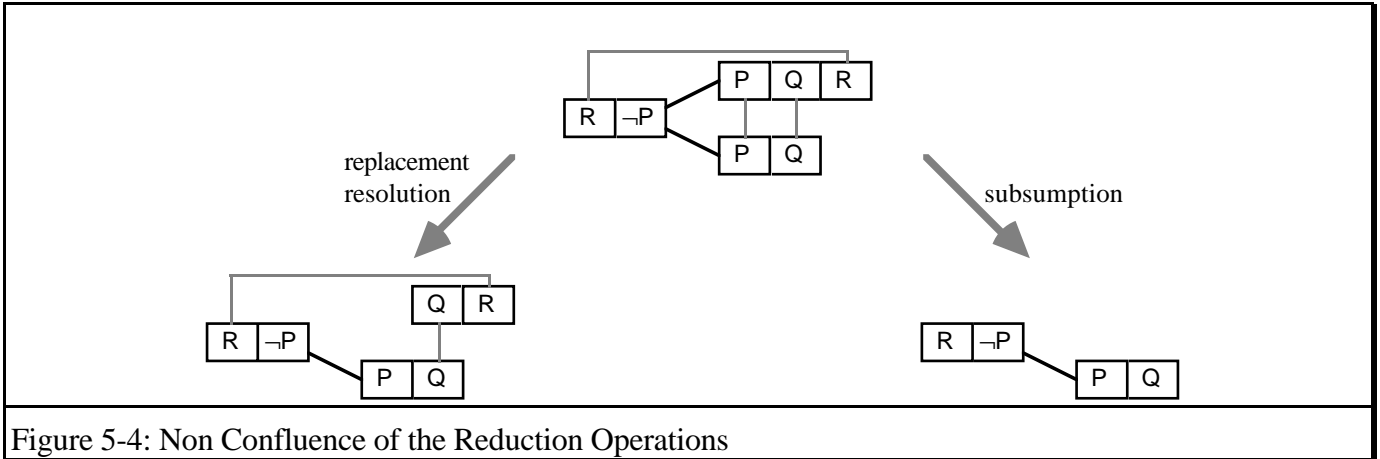 P Q R
R ¬P
P Q
replacement
resolution
subsumption
Q R
R ¬P
P Q
R ¬P
P Q
Figure 5-4: Non Confluence of the Reduction Operations